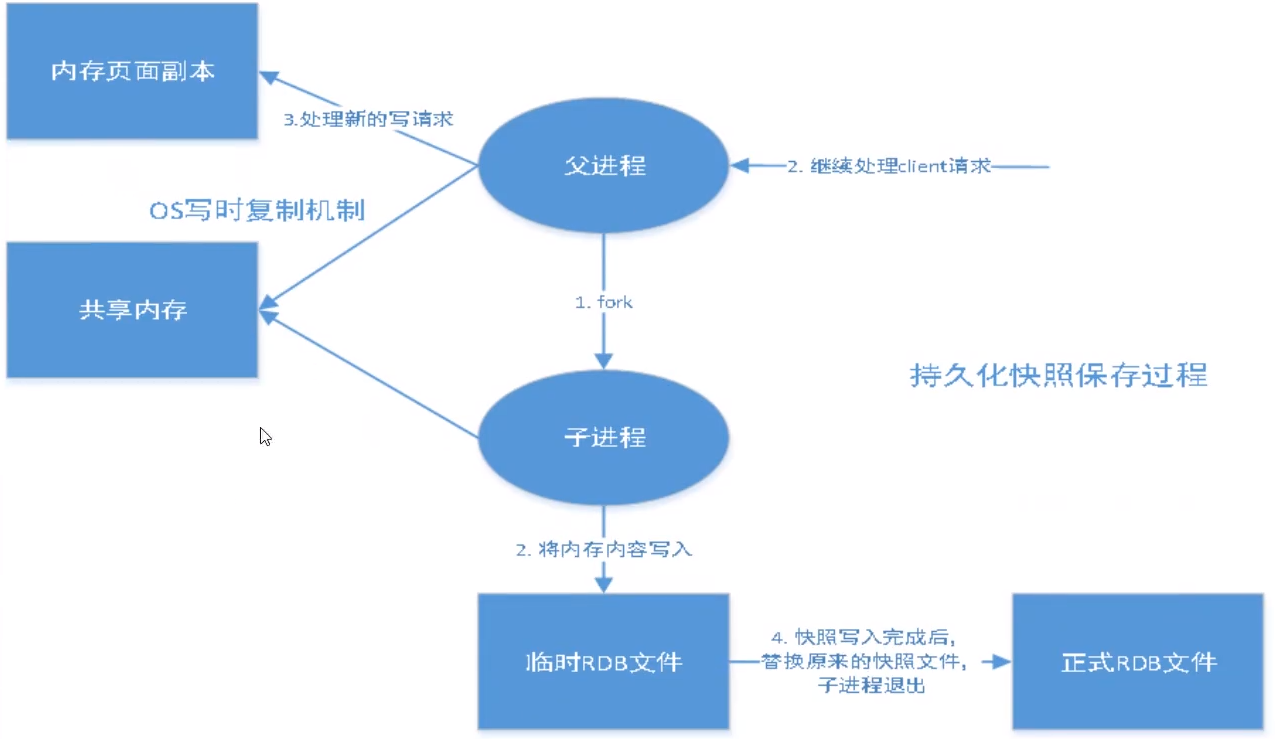 内存页面副本
3.处理新的写请求
父进程
2. 继续处理client请求
OS写时复制机制
共享内存
1. fork
持久化快照保存过程
子进程
2. 将内存内容写入
临时RDB文件
4. 快照写入完成后,
替换原来的快照文件,
子进程退出
正式RDB文件